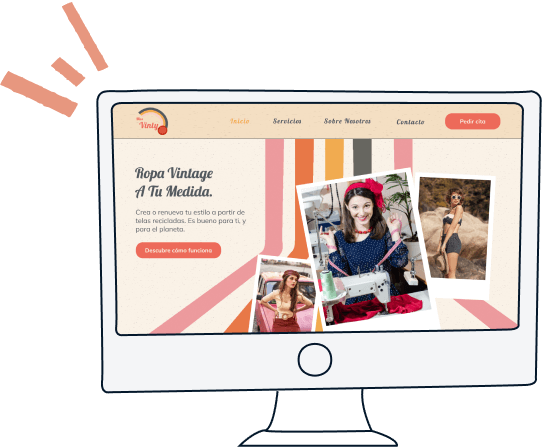 Miss
Vinty
Inicio
Servicios
Sobre Nosotros
Contacto
Pedir cita
Ropa Vintage
A Tu Medida.
Crea o renueva tu estilo a partir de
telas recicladas. Es bueno para ti, y
para el planeta.
Descubre cómo funciona